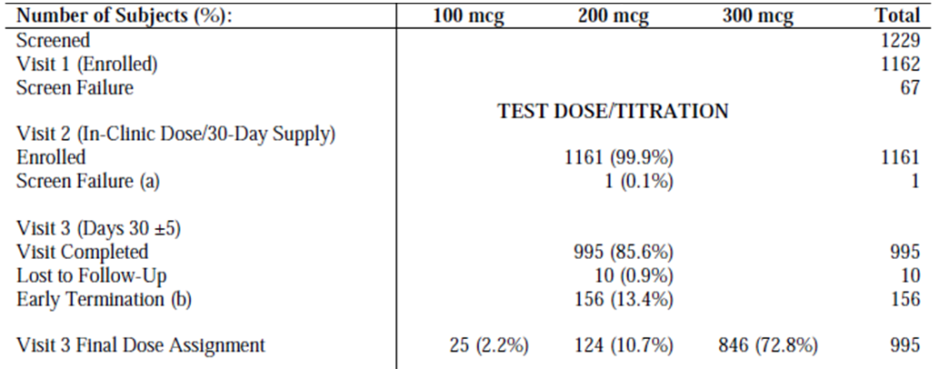 Number of Subjects (%): 100 mcg 200 mcg 300 mcg Total
Screened 1229
Visit 1 (Enrolled) 1162
Screen Failure 67
TEST DOSE/TITRATION
Visit 2 (In-Clinic Dose/30-Day Supply)
Enrolled 1161 (99.9%) 1161
Screen Failure (a) 1 (0.1%) 1
Visit 3 (Days 30 ±5)
Visit Completed 995 (85.6%) 995
Lost to Follow-Up 10 (0.9%) 10
Early Termination (b) 156 (13.4%) 156
Visit 3 Final Dose Assignment 25 (2.2%) 124 (10.7%) 846 (72.8%) 995